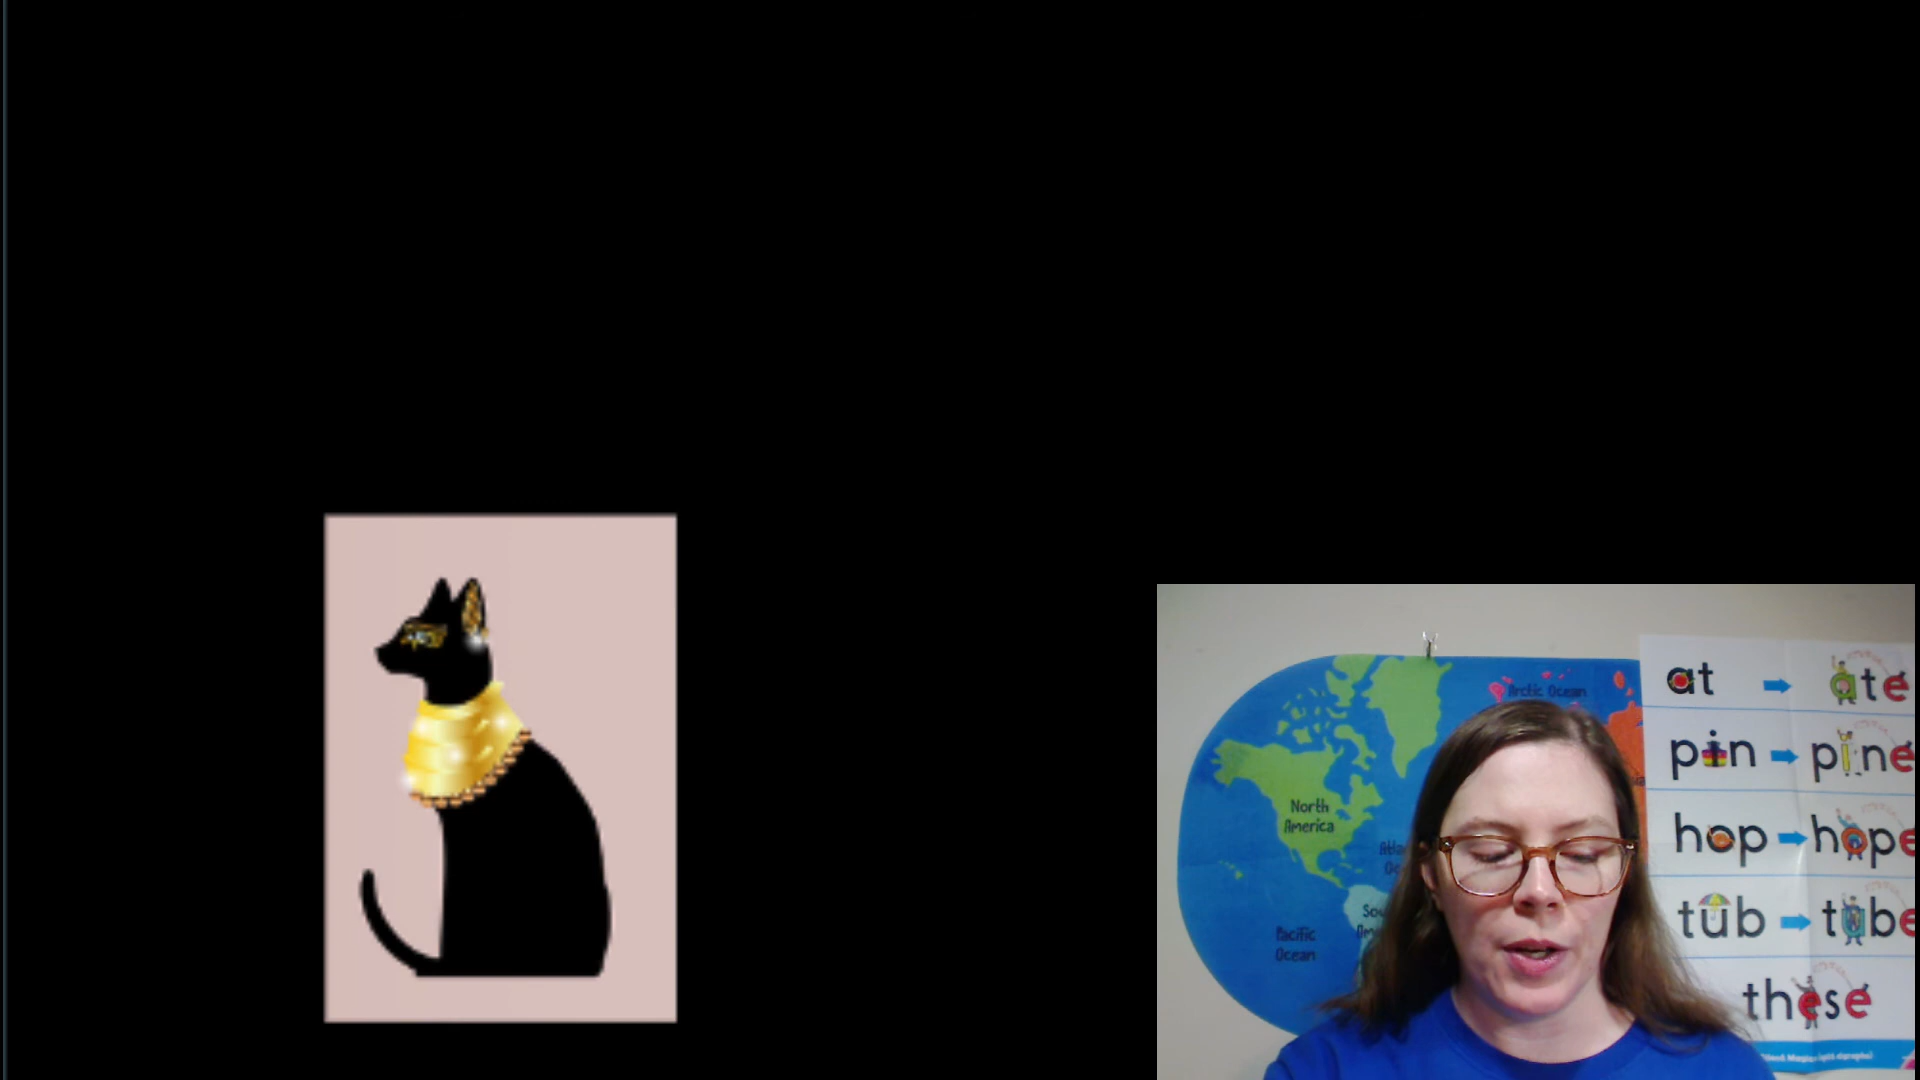 Arctic Ocean
North
America
Pacific
Ocean
at ate
pin pine
hop hope
tub tube
these